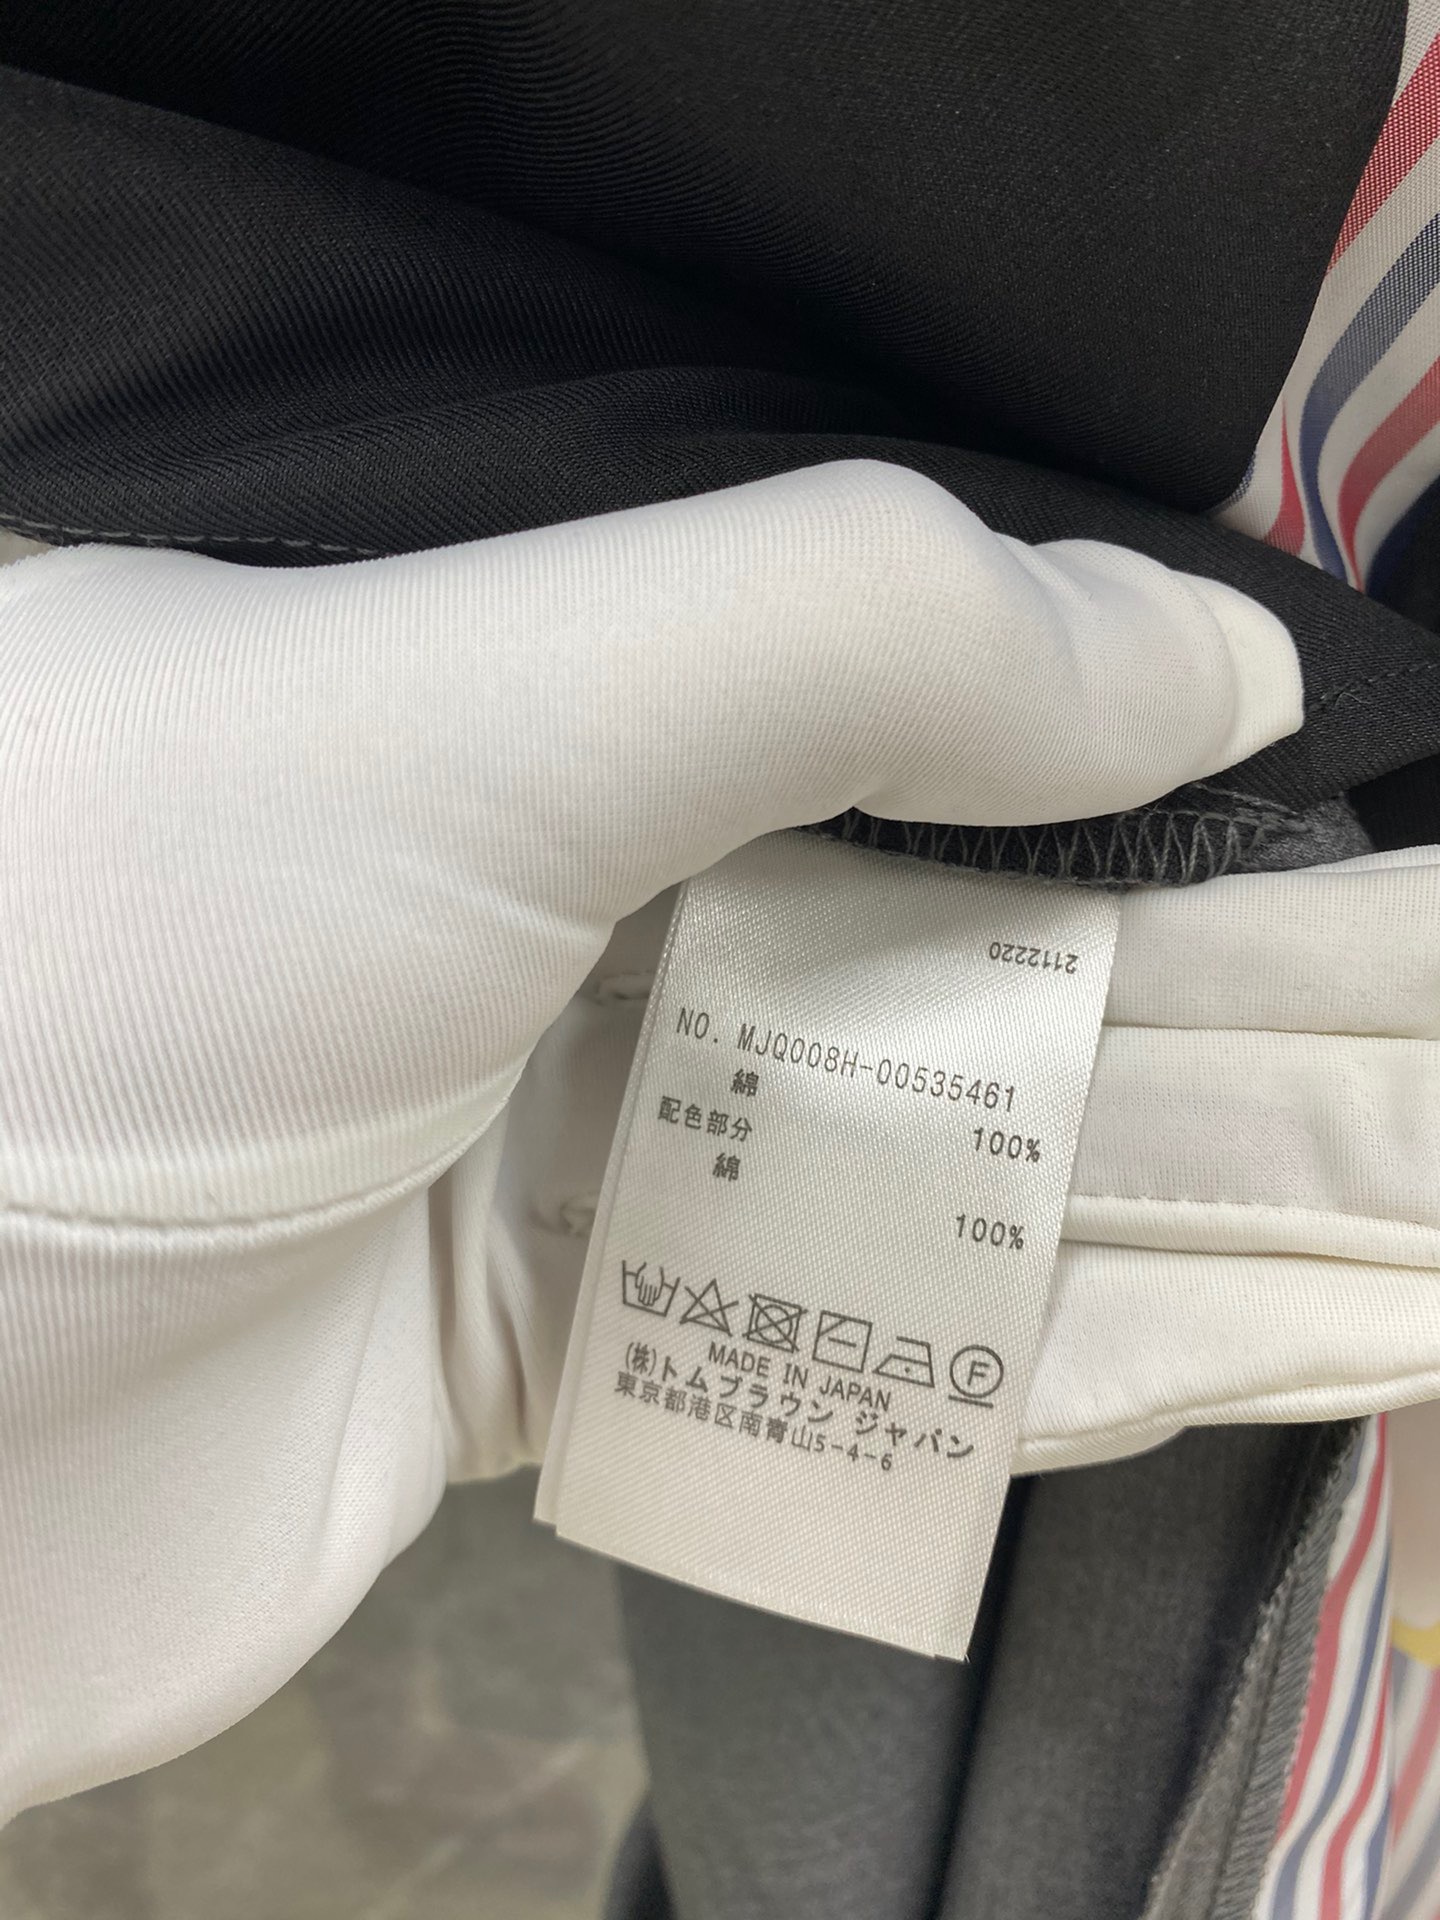 2112220
NO. MJQ008H-00535461
綿 100%
配色部分
綿 100%
F
MADE IN JAPAN
(株)トムブラウン ジャパン
東京都港区南青山5-4-6